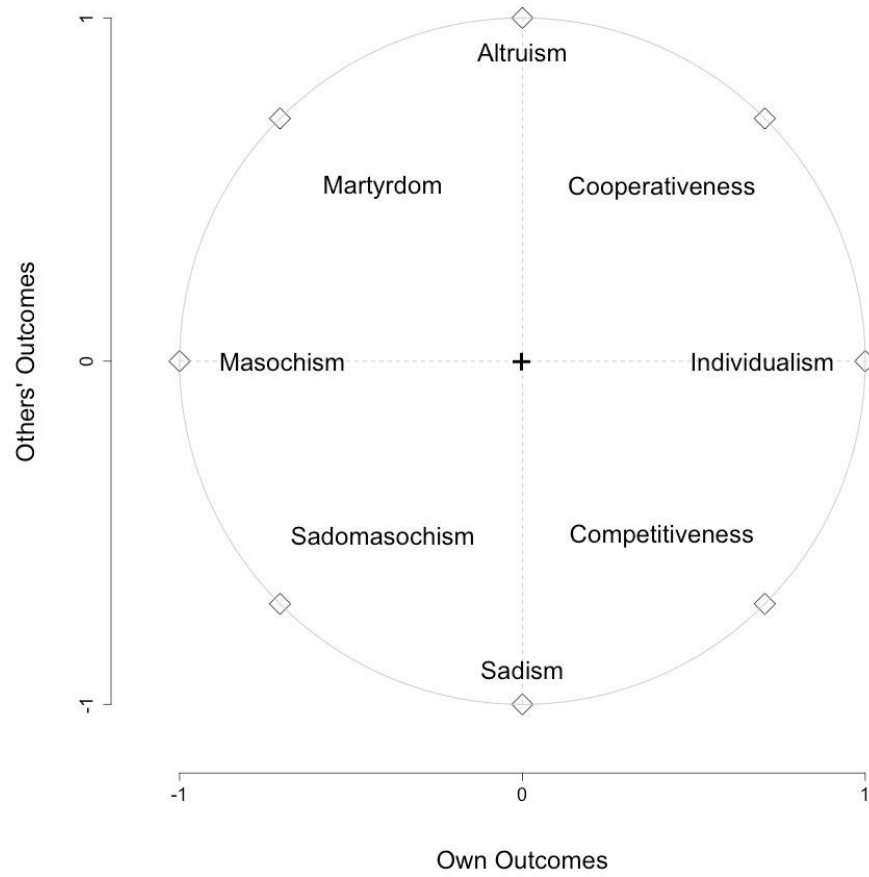 1
Altruism
Martyrdom
Cooperativeness
Others' Outcomes
0
Masochism
Individualism
Sadomasochism
Competitiveness
Sadism
-1
-1
0
1
Own Outcomes